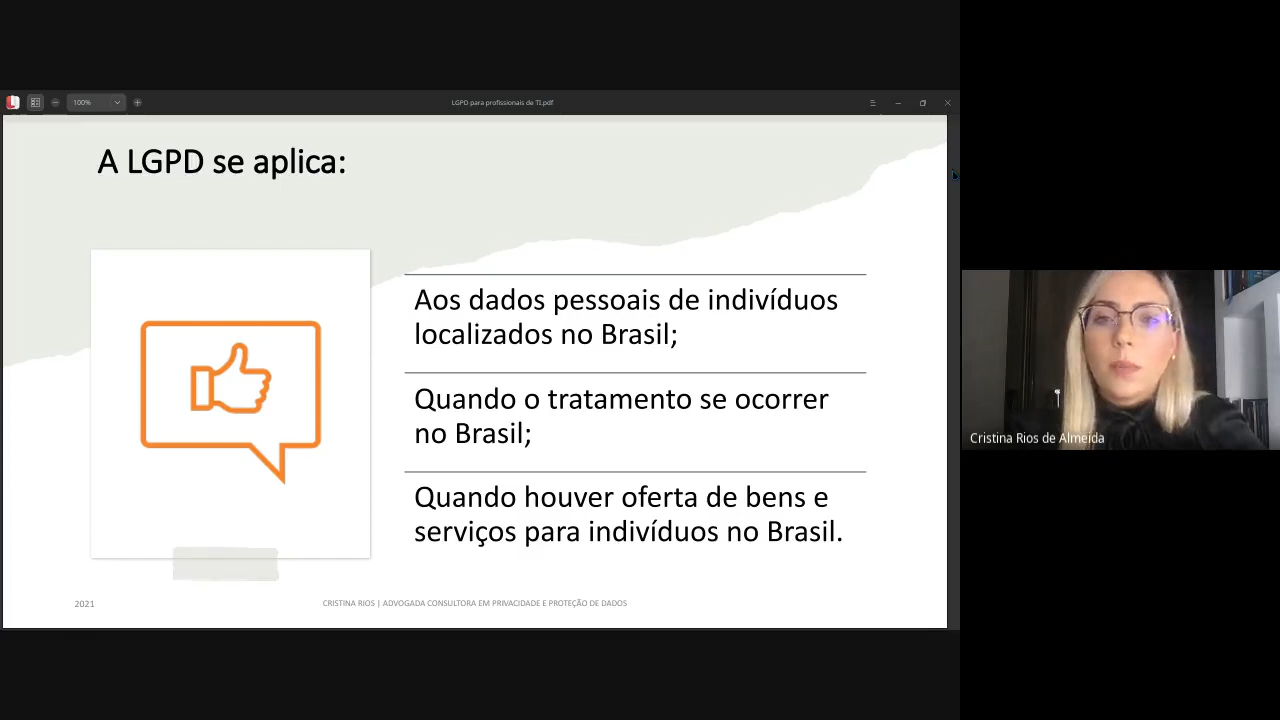 100%
LGPD para profissionais de TI.pdf
A LGPD se aplica:
Aos dados pessoais de indivíduos
localizados no Brasil;
Quando o tratamento se ocorrer
no Brasil;
Quando houver oferta de bens e
serviços para indivíduos no Brasil.
2021
CRISTINA RIOS | ADVOGADA CONSULTORA EM PRIVACIDADE E PROTEÇÃO DE DADOS
Cristina Rios de Almeida